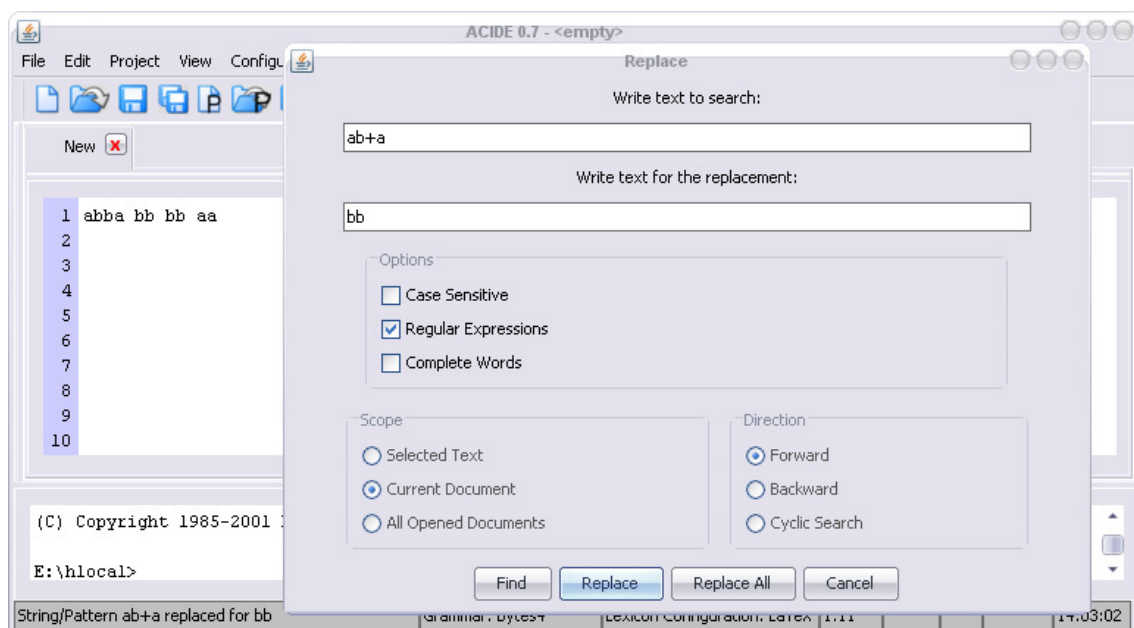 ACIDE 0.7 - <empty>
File Edit Project View
Replace
Write text to search:
New
ab+a
Write text for the replacement:
bb
1 abba bb bb aa
2
3
4
5
6
7
8
9
10
Options
Case Sensitive
Regular Expressions
Complete Words
Scope
Selected Text
Current Document
All Opened Documents
Direction
Forward
Backward
Cyclic Search
(C) Copyright 1985-2001
E:\hlocal>
Find Replace Replace All Cancel
String/Pattern ab+a replaced for bb Grammar: bytes4 Lexicon Configuration: LaTeX 1:11 14:03:02